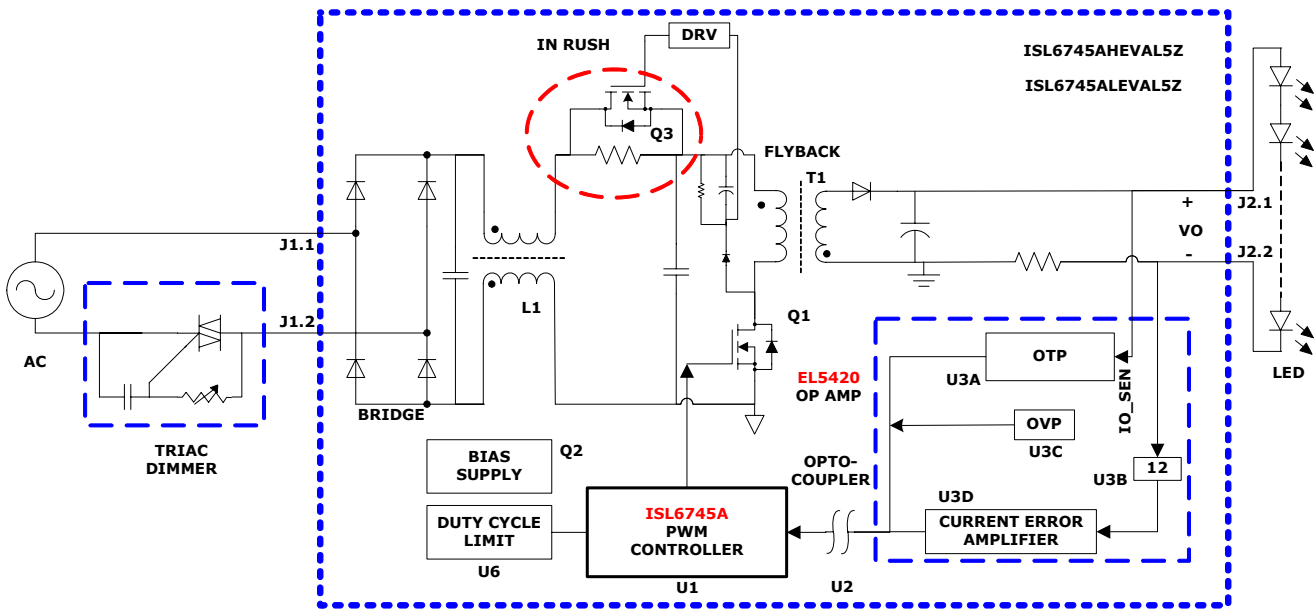 DRV
IN RUSH
ISL6745AHEVAL5Z
ISL6745ALEVAL5Z
Q3
FLYBACK
T1
+
VO
-
J2.1
J2.2
J1.1
J1.2
L1
AC
TRIAC
DIMMER
BRIDGE
Q1
LED
OTP
U3A
EL5420
OP AMP
IO_SEN
OVP
U3C
12
U3B
BIAS
SUPPLY
Q2
OPTO-
COUPLER
U3D
CURRENT ERROR
AMPLIFIER
DUTY CYCLE
LIMIT
U6
ISL6745A
PWM
CONTROLLER
U1
U2